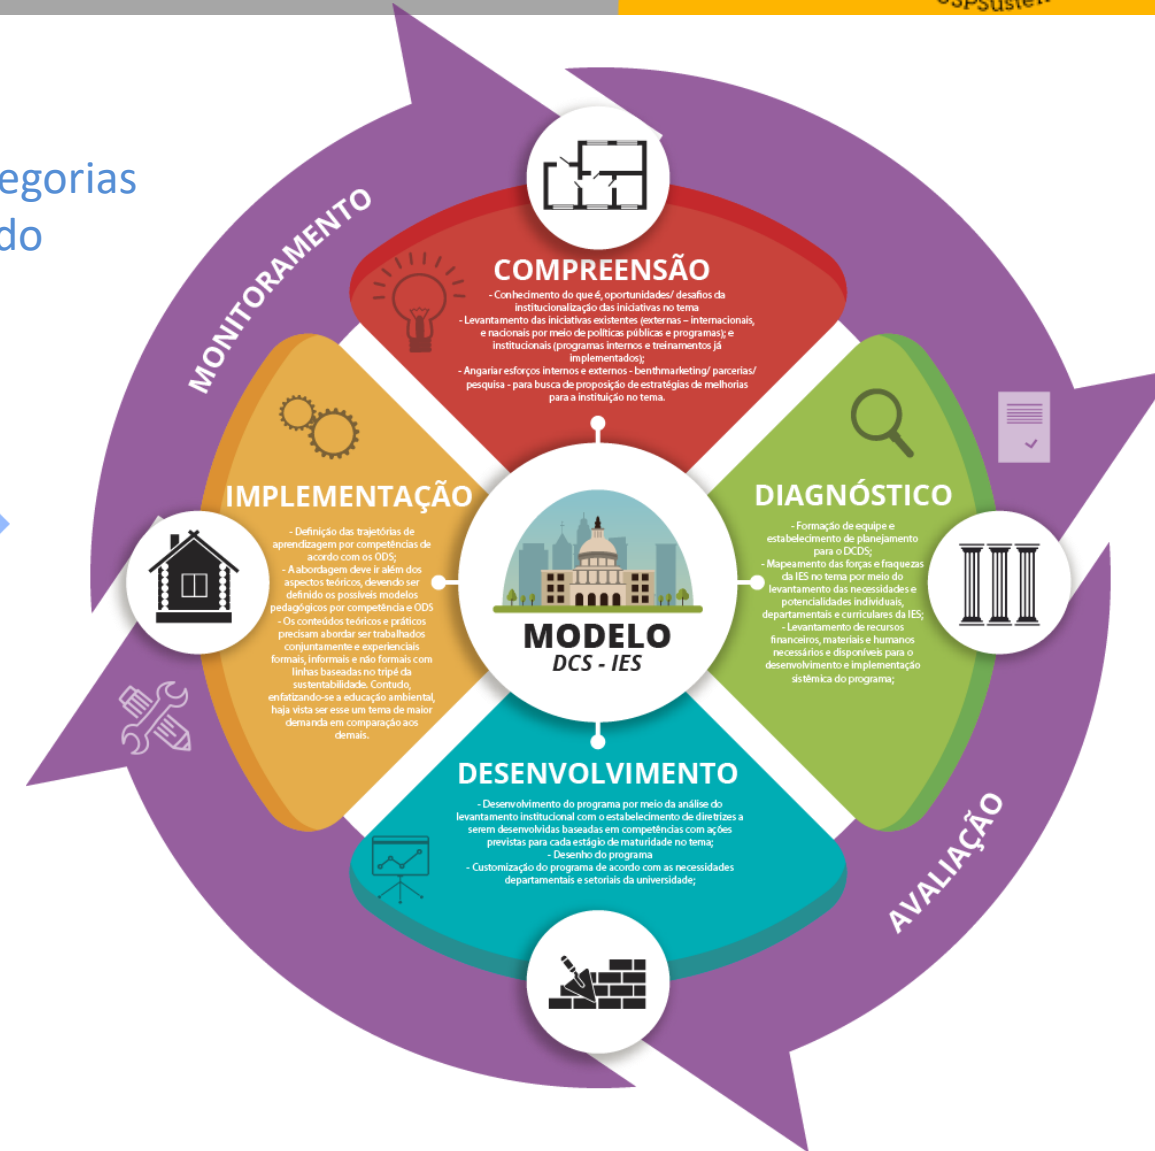 egorias
do
MONITORAMENTO
COMPREENSÃO
- Conhecimento do que é, oportunidades/ desafios da
institucionalização das iniciativas no tema
- Levantamento das iniciativas existentes (externas – internacionais,
e nacionais por meio de políticas públicas e programas); e
institucionais (programas internos e treinamentos já
implementados);
- Angariar esforços internos e externos - benthmarketing/ parcerias/
pesquisa - para busca de proposição de estratégias de melhorias
para a instituição no tema.
IMPLEMENTAÇÃO
- Definição das trajetórias de
aprendizagem por competências de
acordo com os ODS;
- A abordagem deve ir além dos
aspectos teóricos, devendo ser
definido os possíveis modelos
pedagógicos por competência e ODS
- Os conteúdos teóricos e práticos
precisam abordar ser trabalhados
conjuntamente e experienciais
formais, informais e não formais com
linhas baseadas no tripé da
sustentabilidade. Contudo,
enfatizando-se a educação ambiental,
haja vista ser esse um tema de maior
demanda em comparação aos
demais.
MODELO
DCS - IES
DIAGNÓSTICO
- Formação de equipe e
estabelecimento de planejamento
para o DCDS;
- Mapeamento das forças e fraquezas
da IES no tema por meio do
levantamento das necessidades e
potencialidades individuais,
departamentais e curriculares da IES;
- Levantamento de recursos
financeiros, materiais e humanos
necessários e disponíveis para o
desenvolvimento e implementação
sistêmica do programa;
DESENVOLVIMENTO
- Desenvolvimento do programa por meio da análise do
levantamento institucional com o estabelecimento de diretrizes a
serem desenvolvidas baseadas em competências com ações
previstas para cada estágio de maturidade no tema;
- Desenho do programa
- Customização do programa de acordo com as necessidades
departamentais e setoriais da universidade;
AVALIAÇÃO